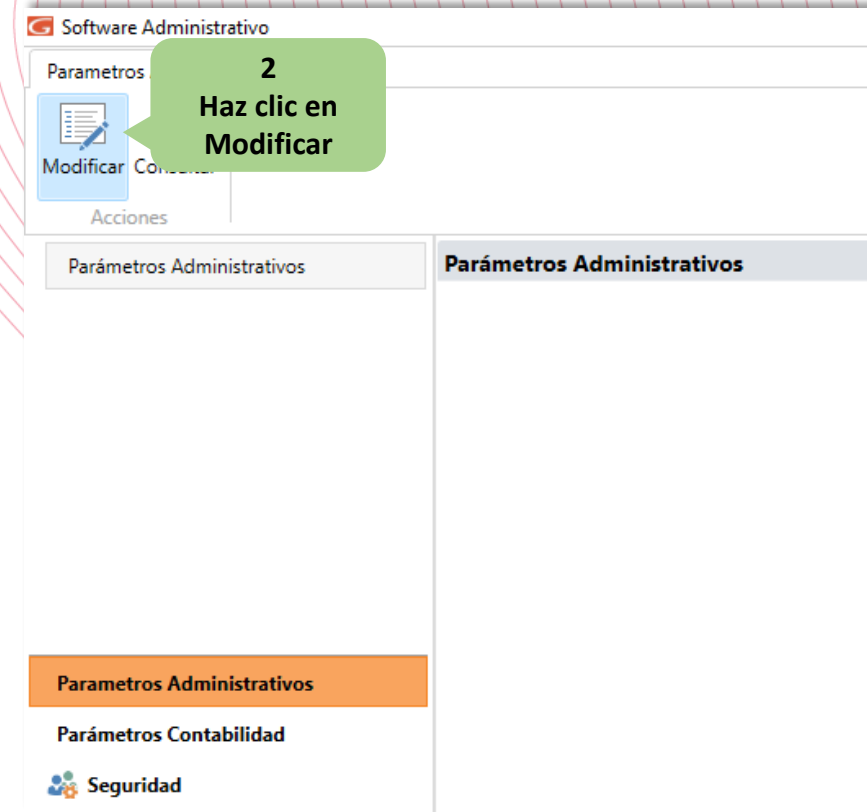 Software Administrativo
Parametros
2
Haz clic en
Modificar
Modificar
Acciones
Parámetros Administrativos
Parámetros Administrativos
Parametros Administrativos
Parámetros Contabilidad
Seguridad